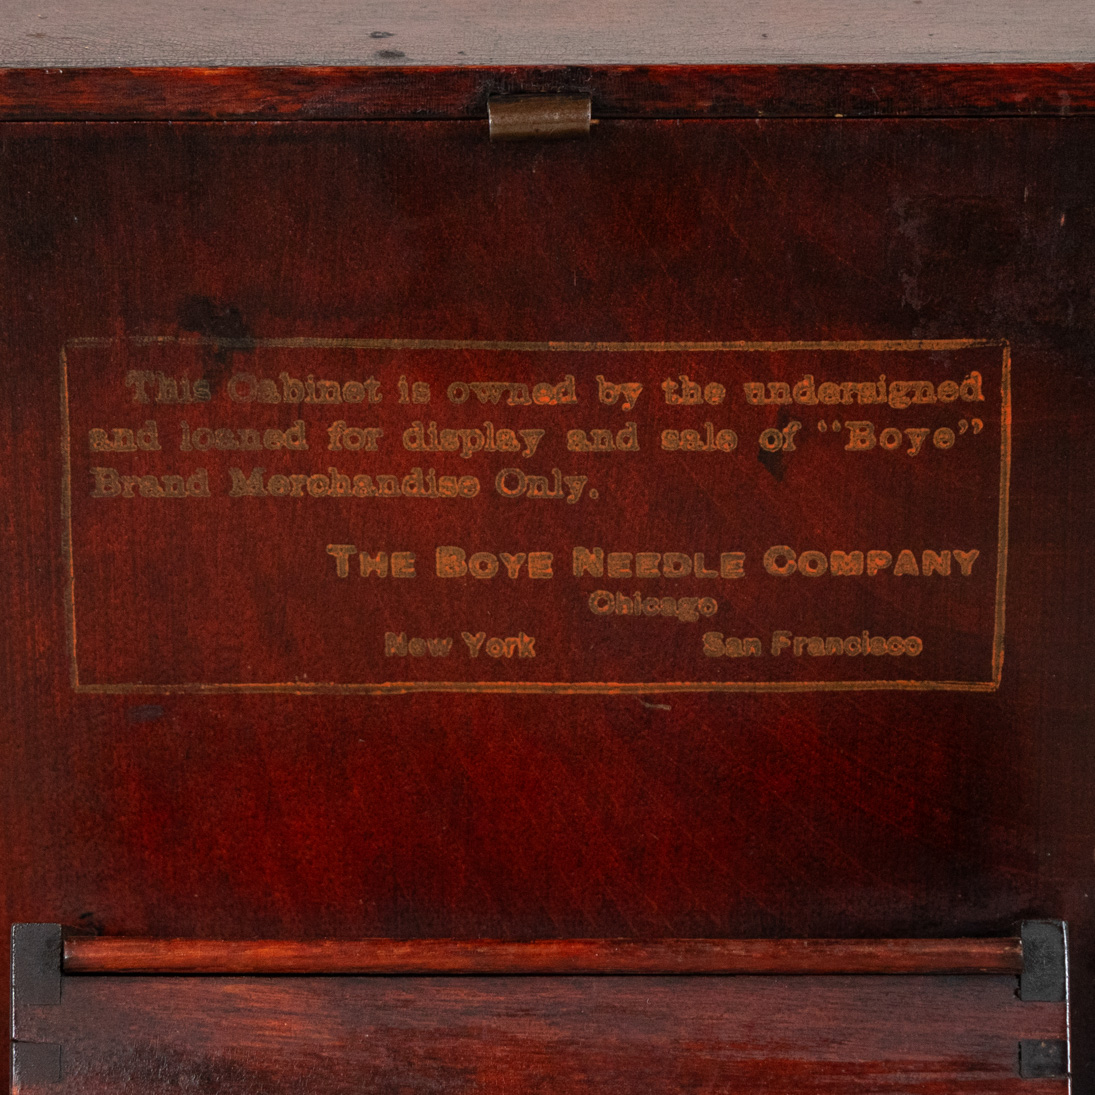 This Cabinet is owned by the undersigned
and loaned for display and sale of "Boye"
Brand Merchandise Only.
THE BOYE NEEDLE COMPANY
Chicago
New York San Francisco